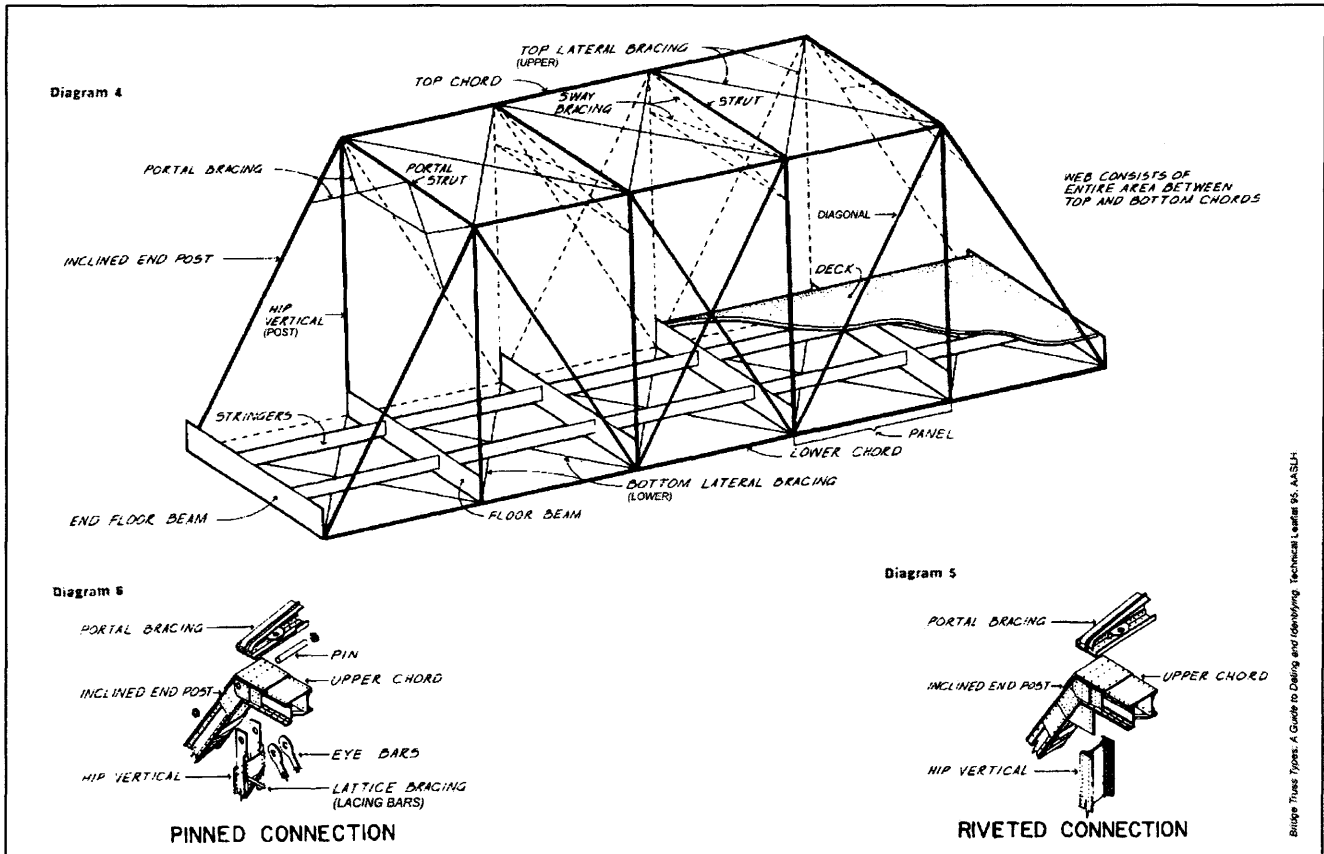 Diagram 4
TOP LATERAL BRACING
(UPPER)
TOP CHORD
SWAY
BRACING
STRUT
PORTAL BRACING
PORTAL
STRUT
WEB CONSISTS OF
ENTIRE AREA BETWEEN
TOP AND BOTTOM CHORDS
DIAGONAL
INCLINED END POST
DECK
HIP
VERTICAL
(POST)
STRINGERS
PANEL
LOWER CHORD
BOTTOM LATERAL BRACING
(LOWER)
FLOOR BEAM
END FLOOR BEAM
Diagram 6
PORTAL BRACING
PIN
UPPER CHORD
INCLINED END POST
EYE BARS
HIP VERTICAL
LATTICE BRACING
(LACING BARS)
PINNED CONNECTION
Diagram 5
PORTAL BRACING
UPPER CHORD
INCLINED END POST
HIP VERTICAL
RIVETED CONNECTION
Bridge Truss Types: A Guide to Dating and Identifying. Technical Leaflet 95, AASLH